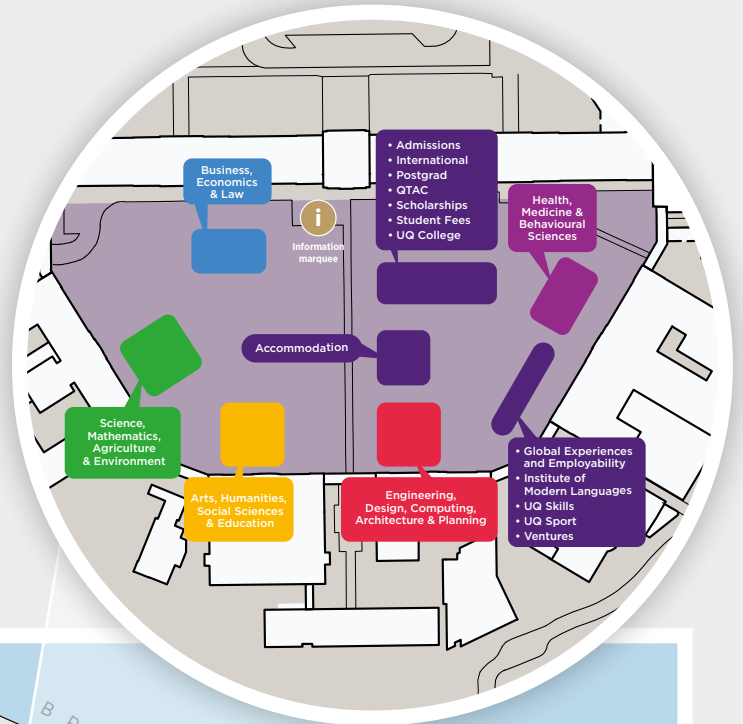 • Admissions
• International
• Postgrad
• QTAC
• Scholarships
• Student Fees
• UQ College
Business,
Economics
& Law
Health,
Medicine &
Behavioural
Sciences
i
Information
marquee
Accommodation
Science,
Mathematics,
Agriculture
& Environment
Arts, Humanities,
Social Sciences
& Education
Engineering,
Design, Computing,
Architecture & Planning
• Global Experiences
and Employability
• Institute of
Modern Languages
• UQ Skills
• UQ Sport
• Ventures